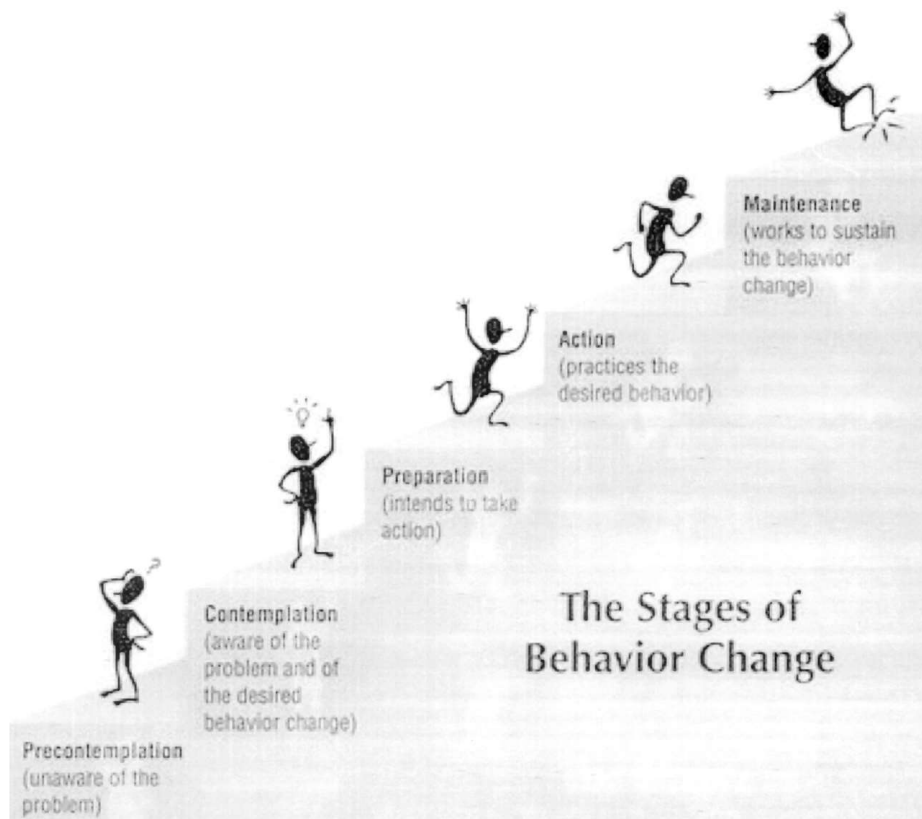 Maintenance
(works to sustain
the behavior
change)
Action
(practices the
desired behavior)
Preparation
(intends to take
action)
Contemplation
(aware of the
problem and of
the desired
behavior change)
Precontemplation
(unaware of the
problem)
The Stages of
Behavior Change